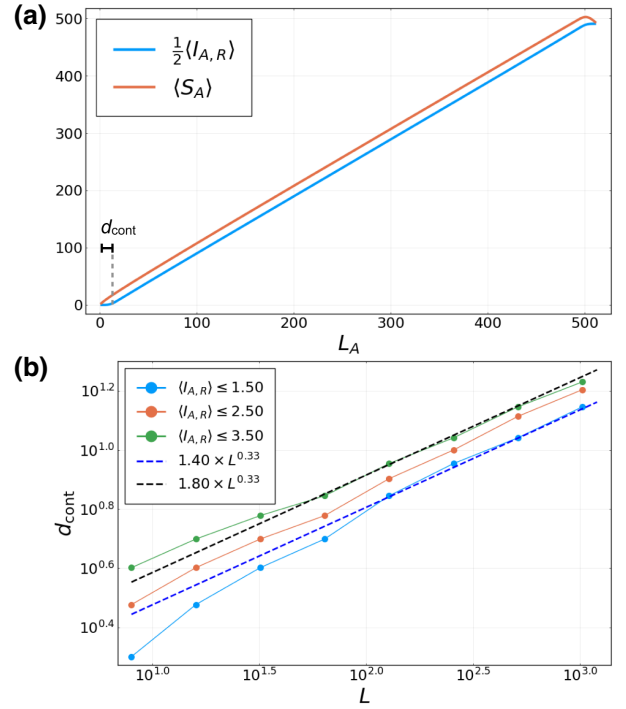 (a)
500
400
300
200
100
0
½⟨I_{A,R}⟩
⟨S_A⟩
d_cont
0 100 200 300 400 500
L_A
(b)
10^{1.2}
10^{1.0}
10^{0.8}
10^{0.6}
10^{0.4}
d_cont
⟨I_{A,R}⟩ ≤ 1.50
⟨I_{A,R}⟩ ≤ 2.50
⟨I_{A,R}⟩ ≤ 3.50
1.40 × L^{0.33}
1.80 × L^{0.33}
10^{1.0} 10^{1.5} 10^{2.0} 10^{2.5} 10^{3.0}
L